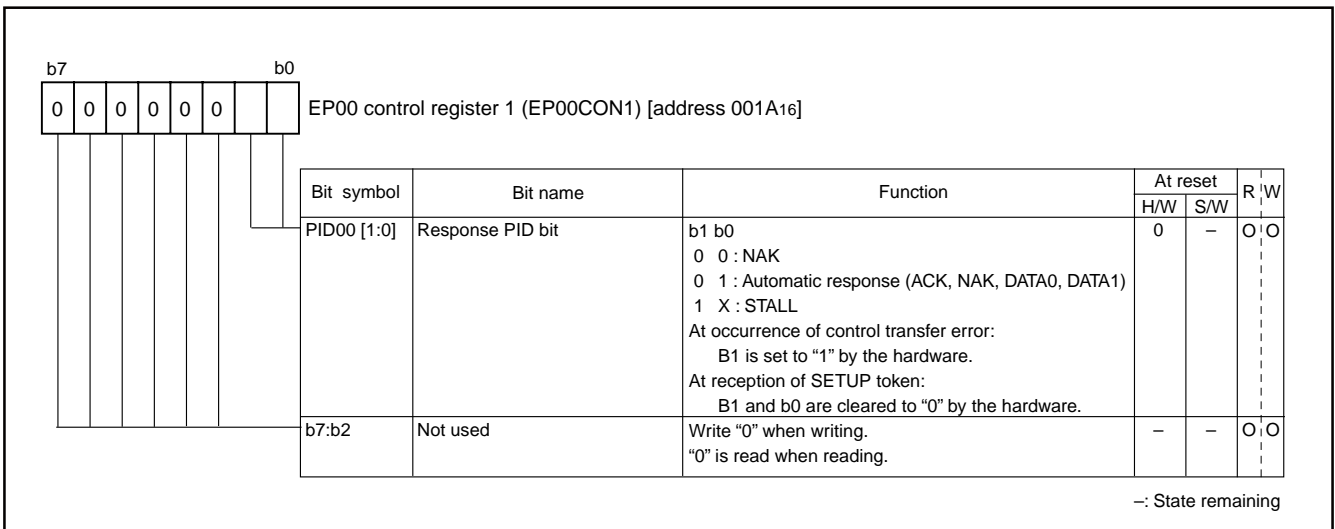 b7 b0
0 0 0 0 0 0
EP00 control register 1 (EP00CON1) [address 001A16]
Bit symbol Bit name Function At reset R W
H/W S/W
PID00 [1:0] Response PID bit b1 b0 0 – O O
0 0 : NAK
0 1 : Automatic response (ACK, NAK, DATA0, DATA1)
1 X : STALL
At occurrence of control transfer error:
B1 is set to “1” by the hardware.
At reception of SETUP token:
B1 and b0 are cleared to “0” by the hardware.
b7:b2 Not used Write “0” when writing. – – O O
“0” is read when reading.
–: State remaining